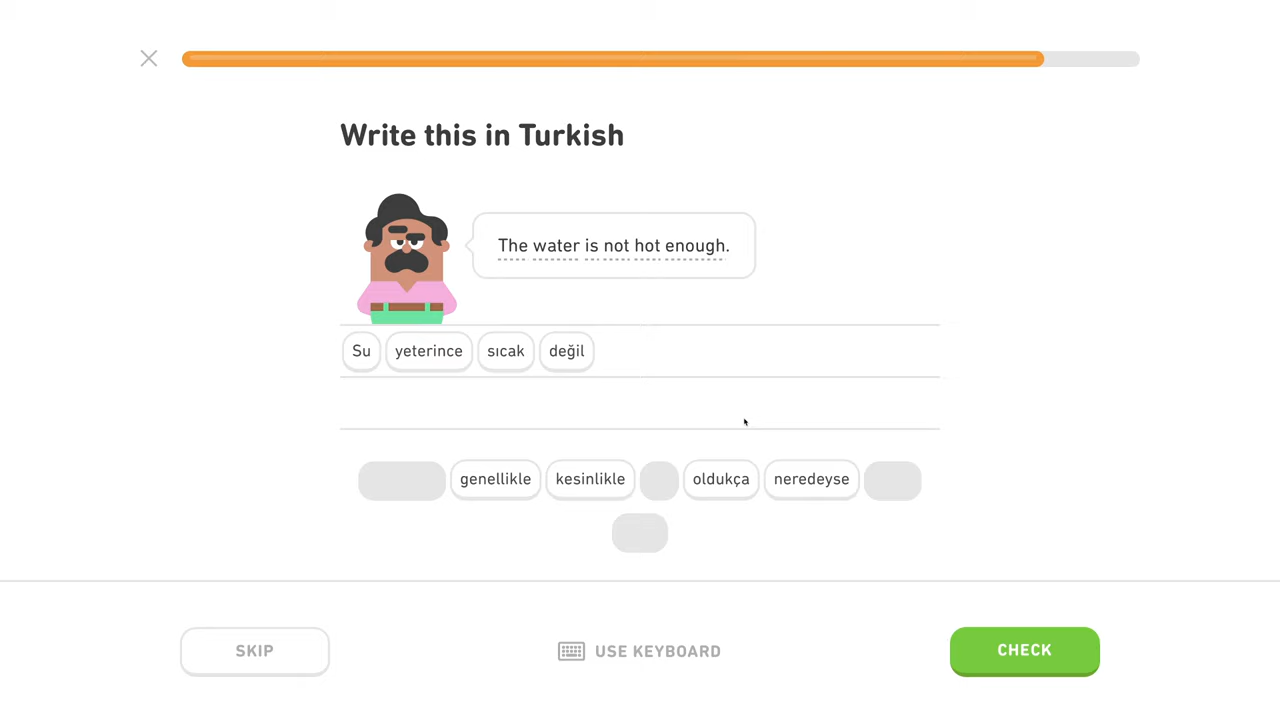 Write this in Turkish
The water is not hot enough.
Su yeterince sıcak değil
genellikle kesinlikle oldukça neredeyse
SKIP USE KEYBOARD CHECK